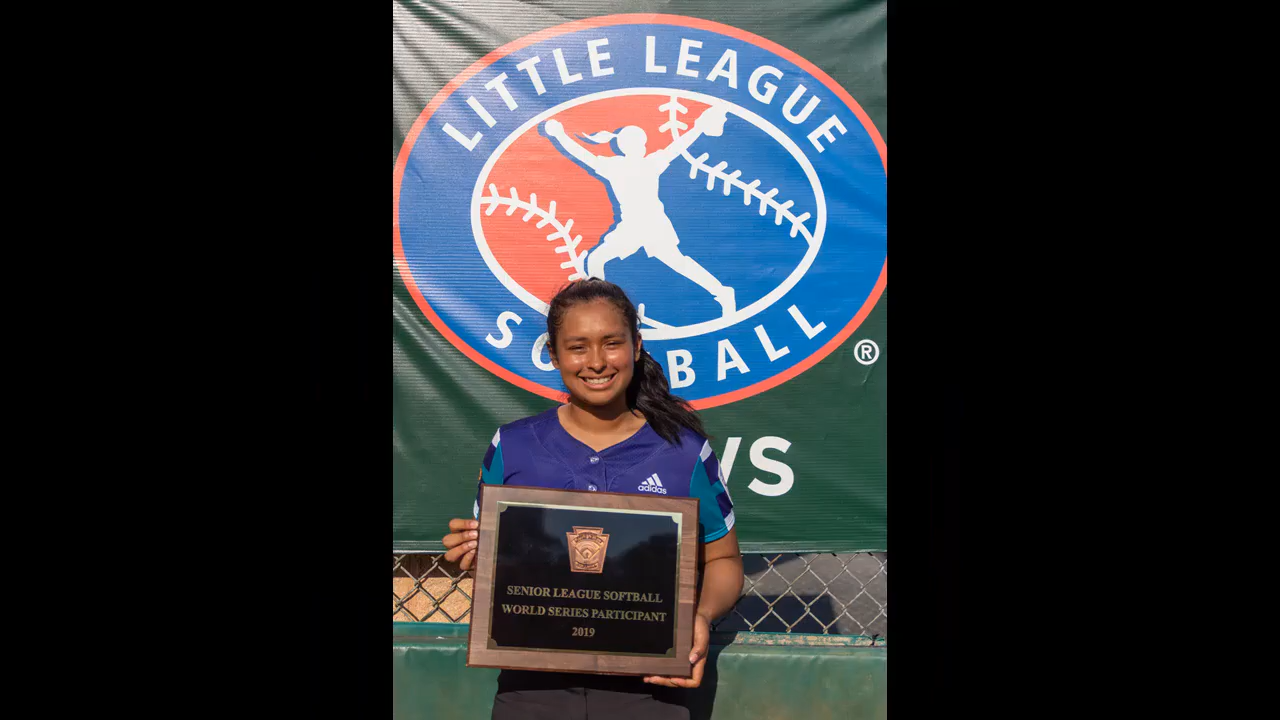 LITTLE LEAGUE
SOFTBALL
®
WS
adidas
SENIOR LEAGUE SOFTBALL
WORLD SERIES PARTICIPANT
2019